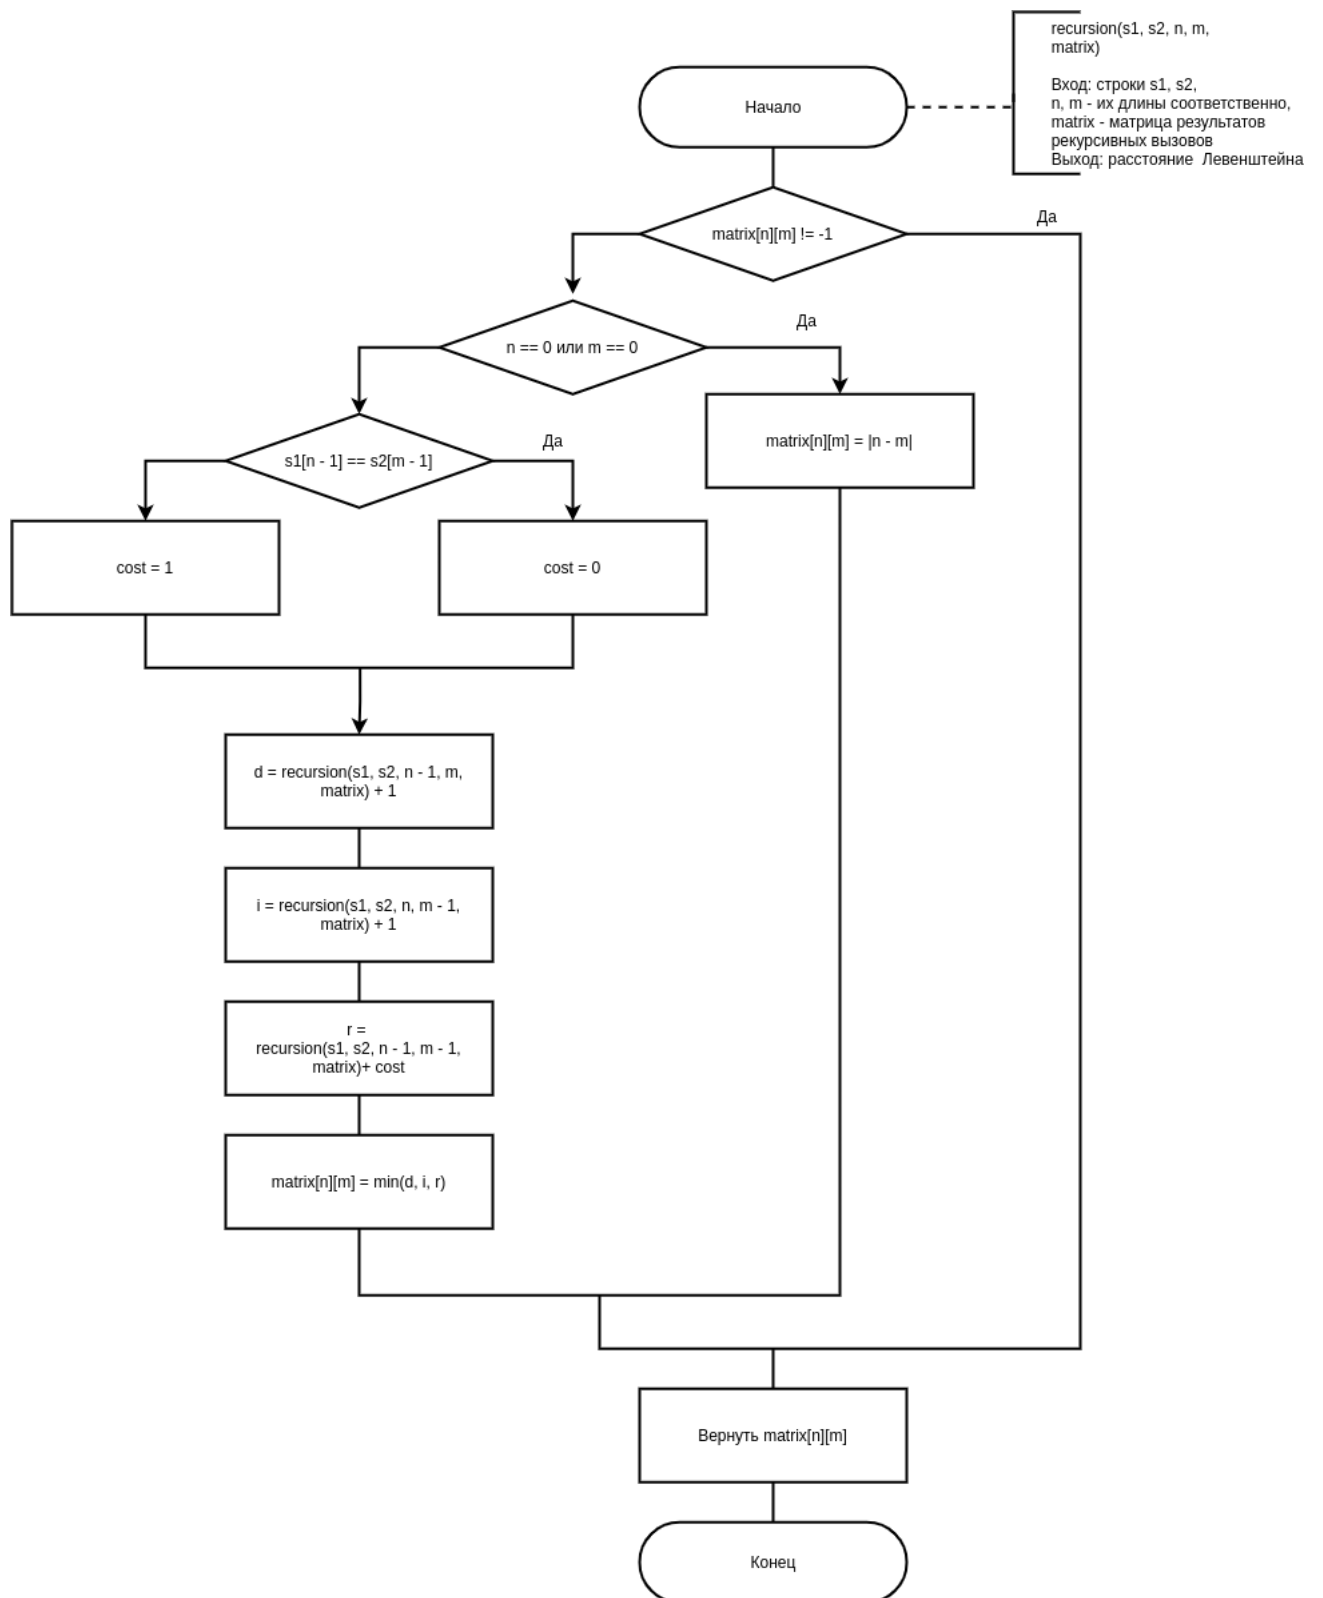 recursion(s1, s2, n, m,
matrix)
Вход: строки s1, s2,
n, m - их длины соответственно,
matrix - матрица результатов
рекурсивных вызовов
Выход: расстояние  Левенштейна
Начало
Да
matrix[n][m] != -1
Да
n == 0 или m == 0
Да
matrix[n][m] = |n - m|
s1[n - 1] == s2[m - 1]
cost = 1
cost = 0
d = recursion(s1, s2, n - 1, m,
matrix) + 1
i = recursion(s1, s2, n, m - 1,
matrix) + 1
r =
recursion(s1, s2, n - 1, m - 1,
matrix)+ cost
matrix[n][m] = min(d, i, r)
Вернуть matrix[n][m]
Конец